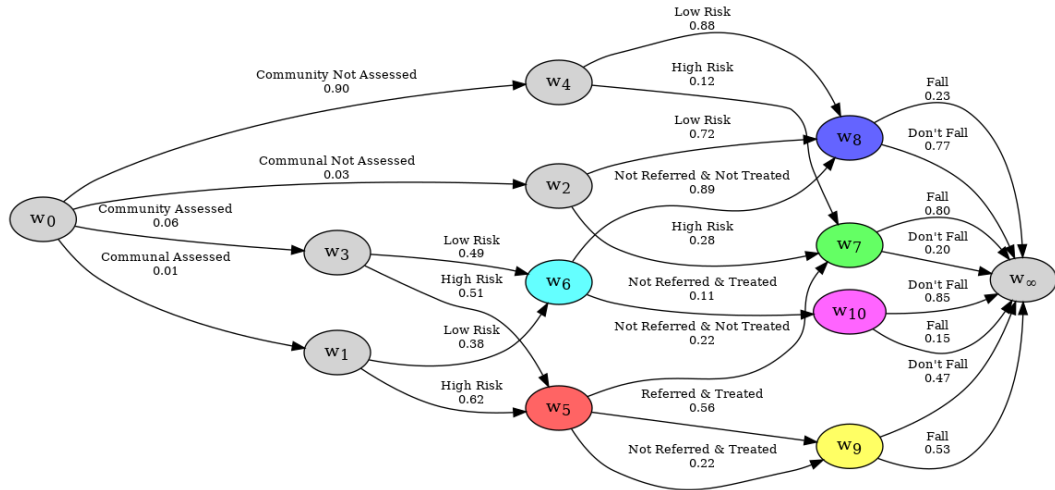 Low Risk
0.88
Community Not Assessed
0.90
w4
High Risk
0.12
Fall
0.23
Low Risk
0.72
w8
Don't Fall
0.77
Communal Not Assessed
0.03
w2
Not Referred & Not Treated
0.89
w0
Community Assessed
0.06
High Risk
0.28
Fall
0.80
w3
Low Risk
0.49
w7
Don't Fall
0.20
Communal Assessed
0.01
High Risk
0.51
w6
Not Referred & Treated
0.11
Don't Fall
0.85
w∞
w10
Low Risk
0.38
Not Referred & Not Treated
0.22
Fall
0.15
w1
High Risk
0.62
w5
Referred & Treated
0.56
Don't Fall
0.47
Not Referred & Treated
0.22
w9
Fall
0.53